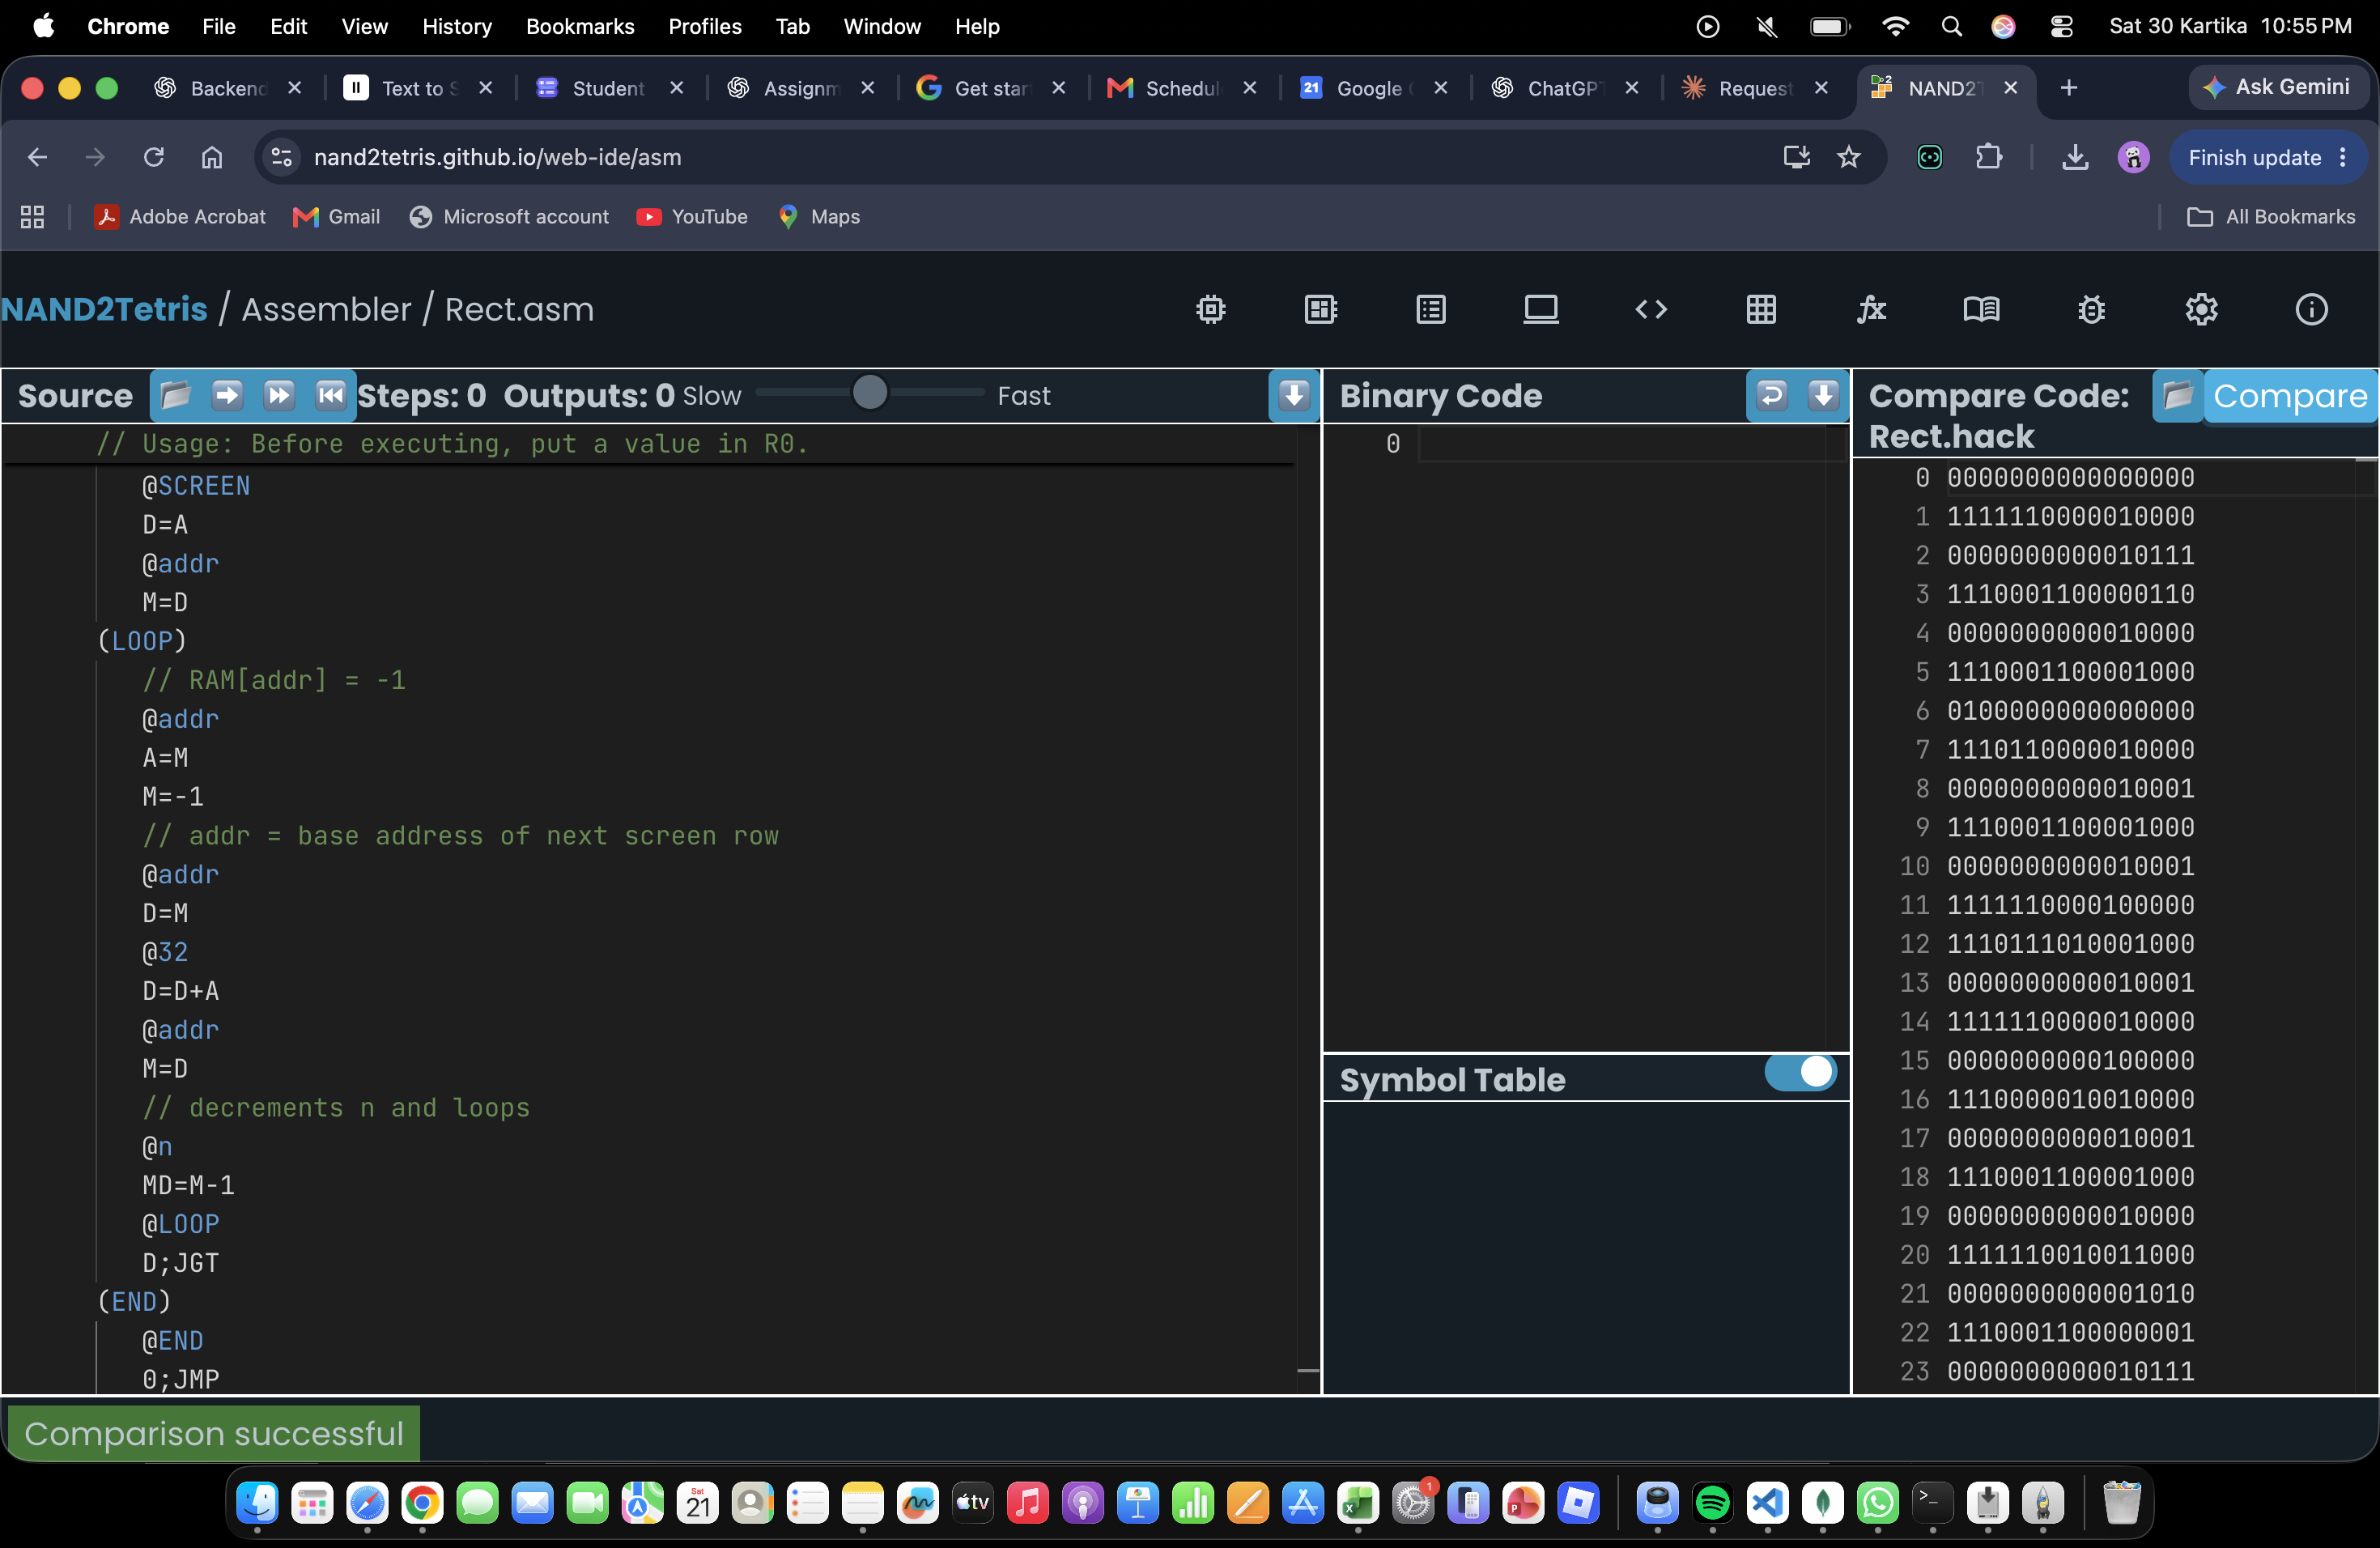 Chrome File Edit View History Bookmarks Profiles Tab Window Help Sat 30 Kartika 10:55 PM
Backend Text to S Student Assignm Get star Schedul 21 Google C ChatGPT Request NAND2T Ask Gemini
nand2tetris.github.io/web-ide/asm Finish update
Adobe Acrobat Gmail Microsoft account YouTube Maps All Bookmarks
NAND2Tetris / Assembler / Rect.asm
Source Steps: 0 Outputs: 0 Slow Fast
// Usage: Before executing, put a value in R0.
@SCREEN
D=A
@addr
M=D
(LOOP)
// RAM[addr] = -1
@addr
A=M
M=-1
// addr = base address of next screen row
@addr
D=M
@32
D=D+A
@addr
M=D
// decrements n and loops
@n
MD=M-1
@LOOP
D;JGT
(END)
@END
0;JMP
Binary Code
0
Symbol Table
Compare Code: Compare
Rect.hack
0 0000000000000000
1 1111110000010000
2 0000000000010111
3 1110001100000110
4 0000000000010000
5 1110001100001000
6 0100000000000000
7 1110110000010000
8 0000000000010001
9 1110001100001000
10 0000000000010001
11 1111110000100000
12 1110111010001000
13 0000000000010001
14 1111110000010000
15 0000000000100000
16 1110000010010000
17 0000000000010001
18 1110001100001000
19 0000000000010000
20 1111110010011000
21 0000000000001010
22 1110001100000001
23 0000000000010111
Comparison successful
Sat
21
tv
1